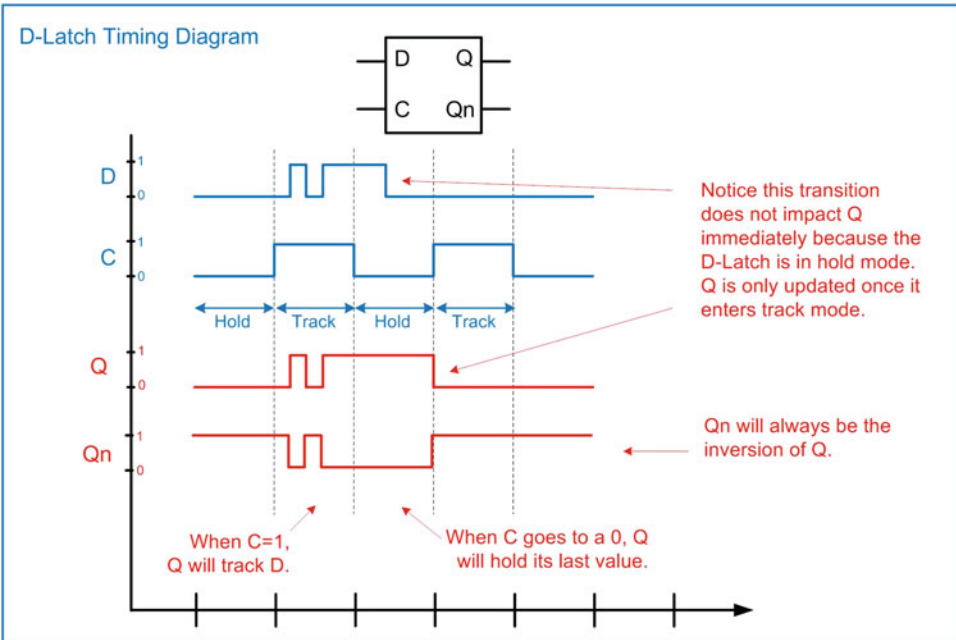 D-Latch Timing Diagram
D Q
C Qn
D 1
0
Notice this transition
does not impact Q
immediately because the
D-Latch is in hold mode.
Q is only updated once it
enters track mode.
C 1
0
Hold Track Hold Track
Q 1
0
Qn 1
0
Qn will always be the
inversion of Q.
When C=1,
Q will track D.
When C goes to a 0, Q
will hold its last value.